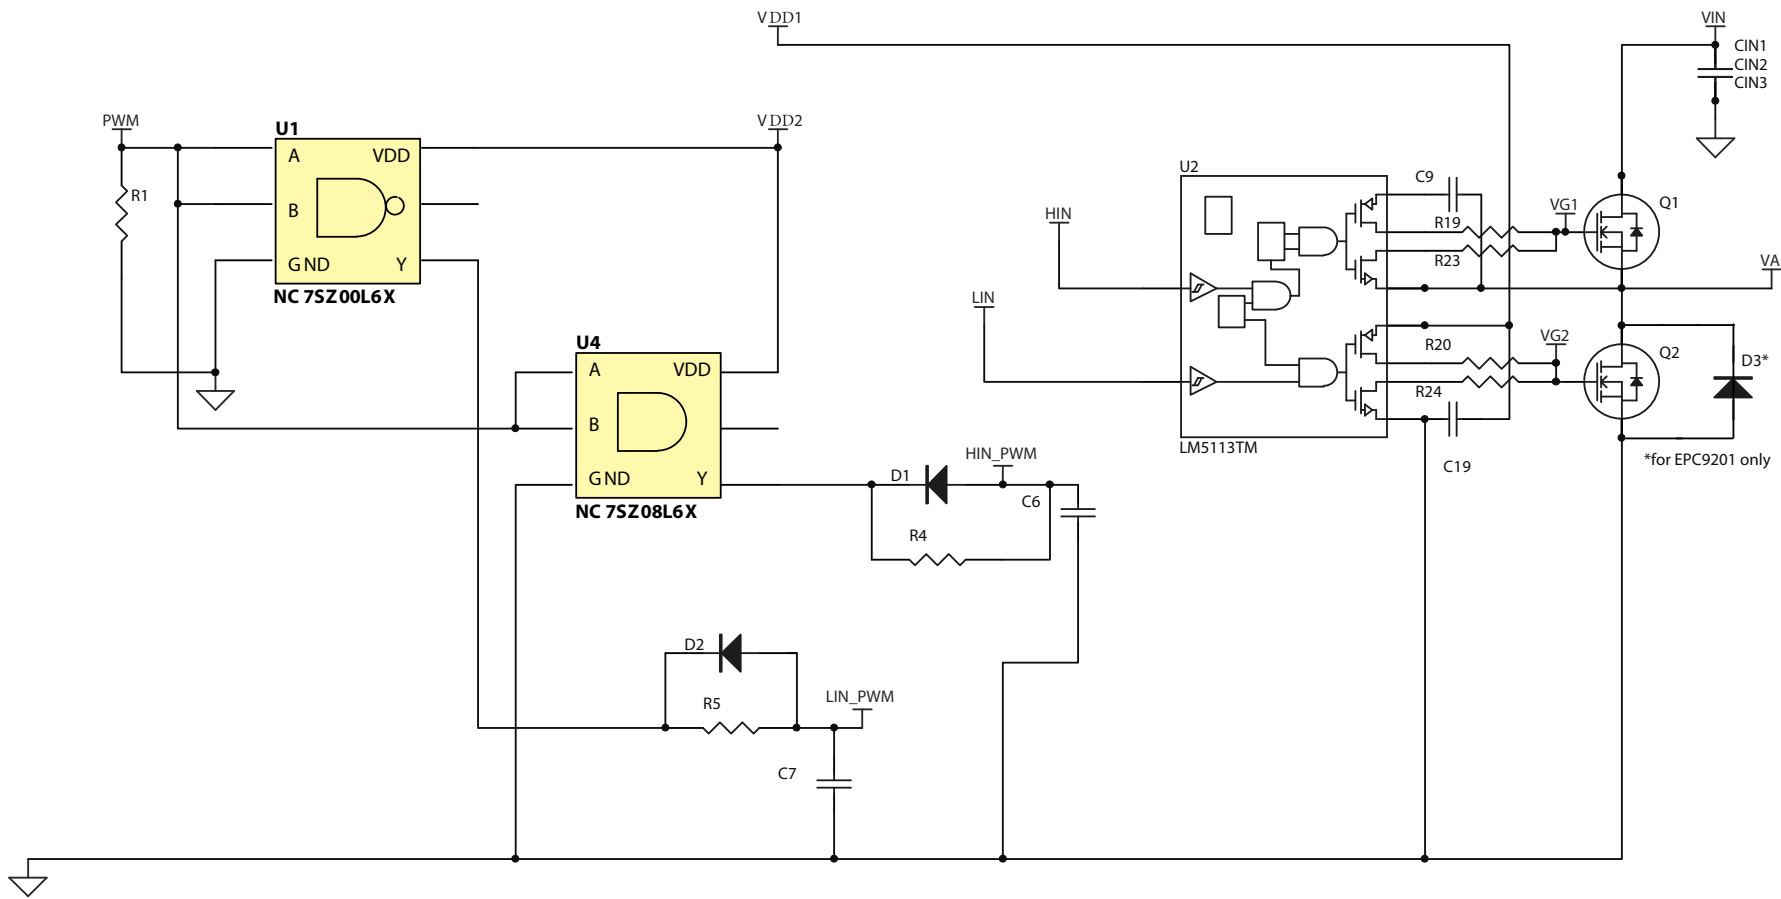 VDD1
VIN
CIN1
CIN2
CIN3
PWM
U1
VDD2
A
VDD
R1
B
GND
Y
NC7SZ00L6X
U2
C9
HIN
R19
VG1
Q1
R23
VA
LIN
U4
A
VDD
R20
VG2
Q2
D3*
B
R24
LM5113TM
HIN_PWM
C19
*for EPC9201 only
GND
Y
D1
C6
NC7SZ08L6X
R4
D2
R5
LIN_PWM
C7